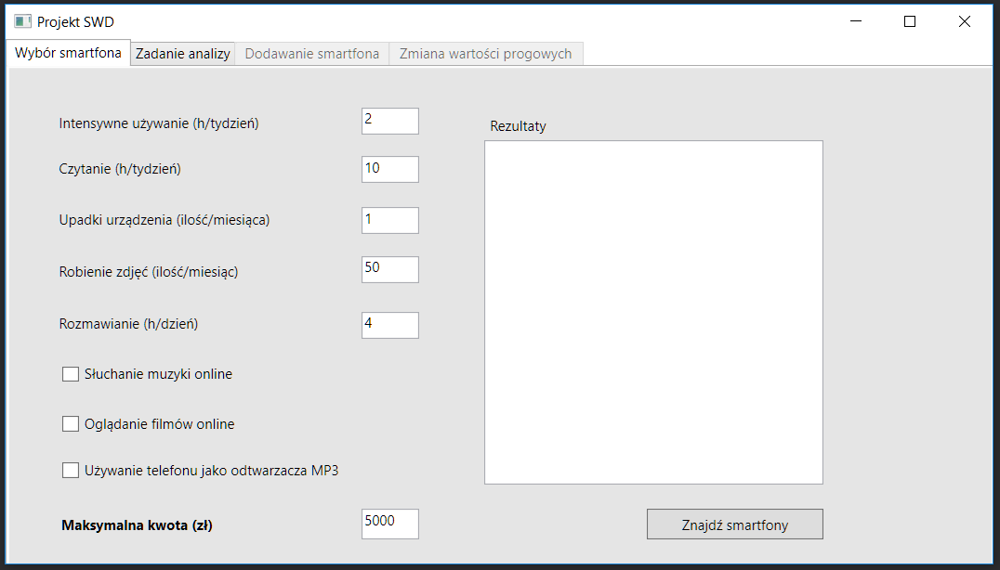 Projekt SWD
Wybór smartfona
Zadanie analizy
Dodawanie smartfona
Zmiana wartości progowych
Intensywne używanie (h/tydzień)
2
Czytanie (h/tydzień)
10
Upadki urządzenia (ilość/miesiąca)
1
Robienie zdjęć (ilość/miesiąc)
50
Rozmawianie (h/dzień)
4
Słuchanie muzyki online
Oglądanie filmów online
Używanie telefonu jako odtwarzacza MP3
Maksymalna kwota (zł)
5000
Rezultaty
Znajdź smartfony